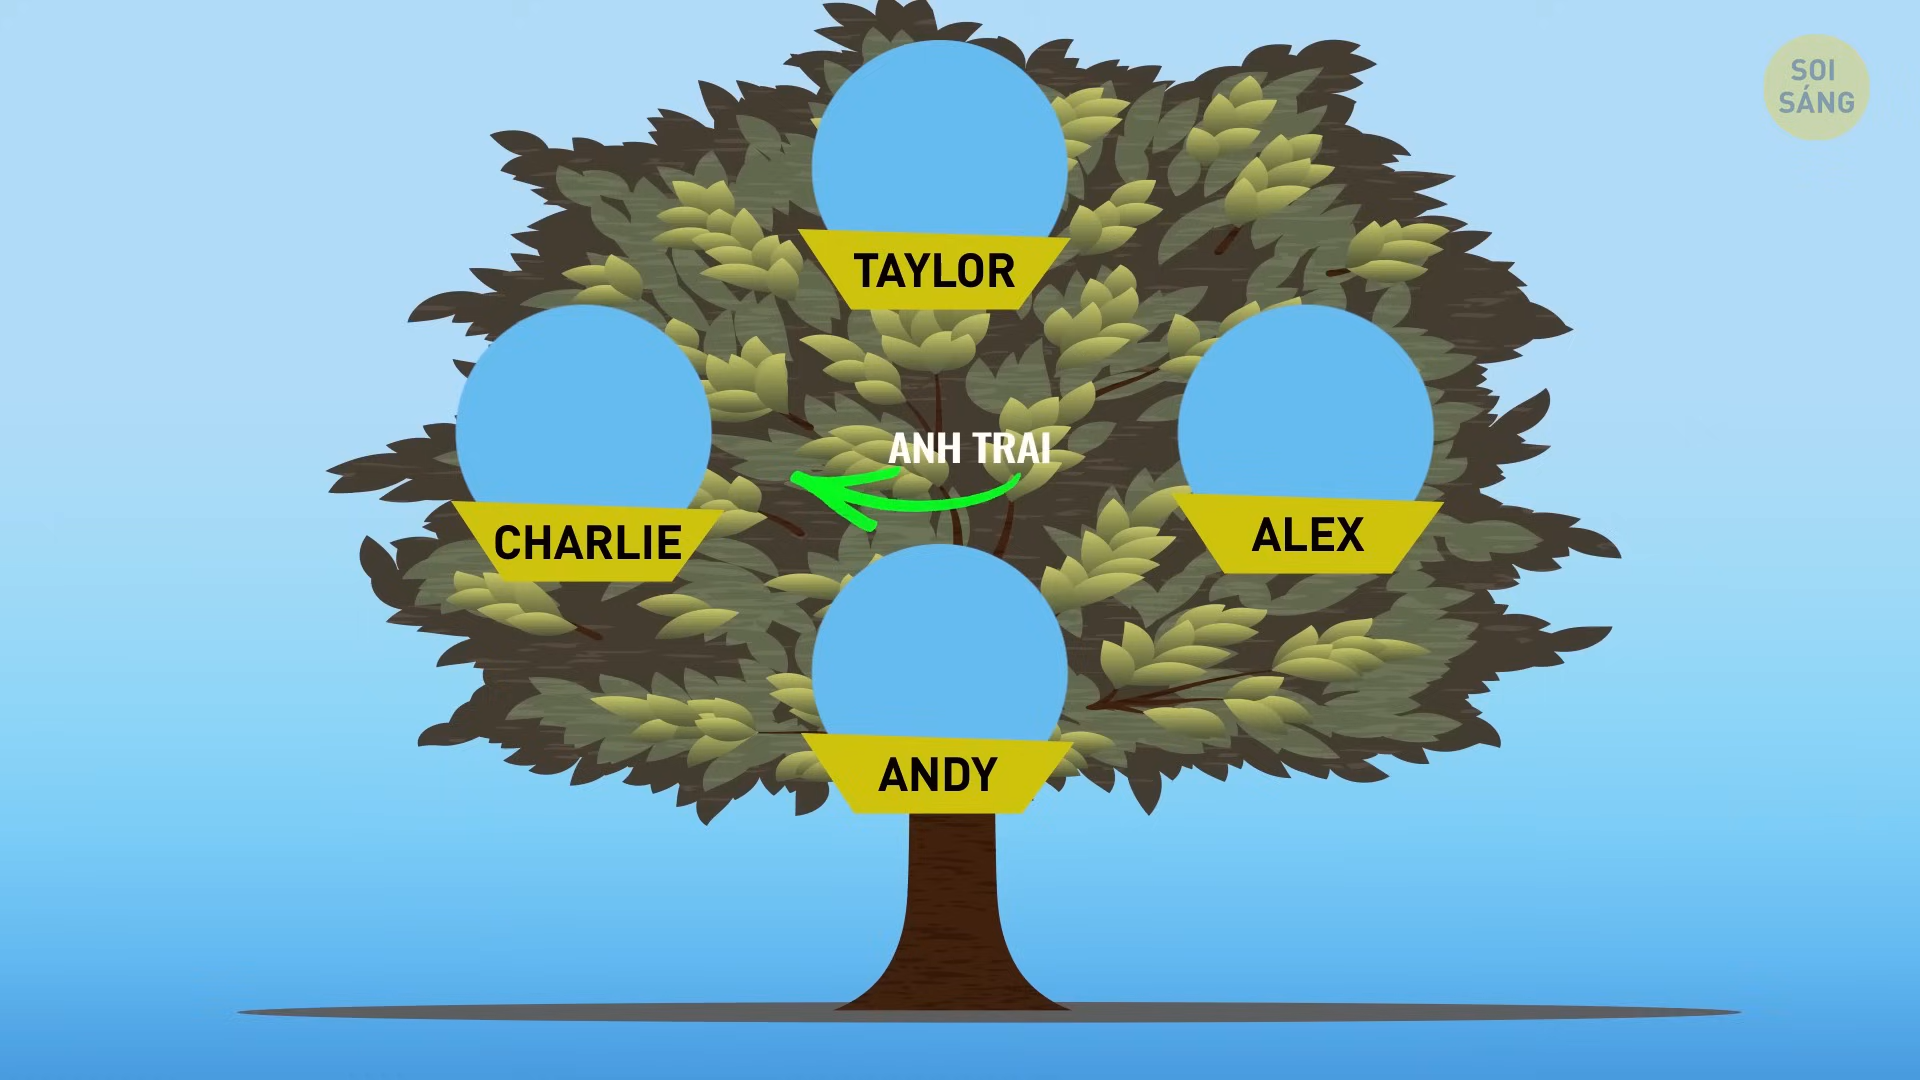 SOI
SÁNG
TAYLOR
ANH TRAI
CHARLIE
ALEX
ANDY